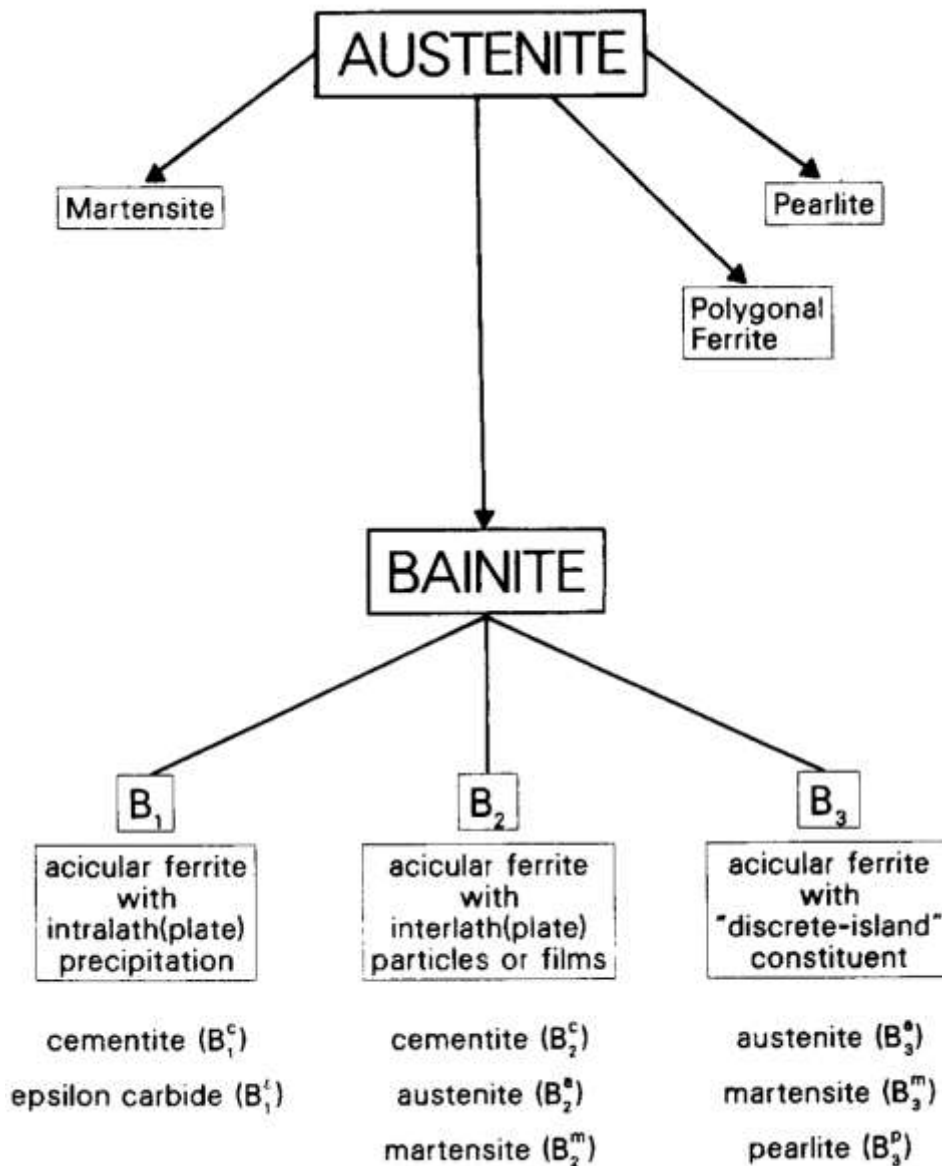 AUSTENITE
Martensite
Pearlite
Polygonal
Ferrite
BAINITE
B₁
acicular ferrite
with
intralath(plate)
precipitation
cementite (B₁ᶜ)
epsilon carbide (B₁ᵋ)
B₂
acicular ferrite
with
interlath(plate)
particles or films
cementite (B₂ᶜ)
austenite (B₂ᵃ)
martensite (B₂ᵐ)
B₃
acicular ferrite
with
"discrete-island"
constituent
austenite (B₃ᵃ)
martensite (B₃ᵐ)
pearlite (B₃ᵖ)